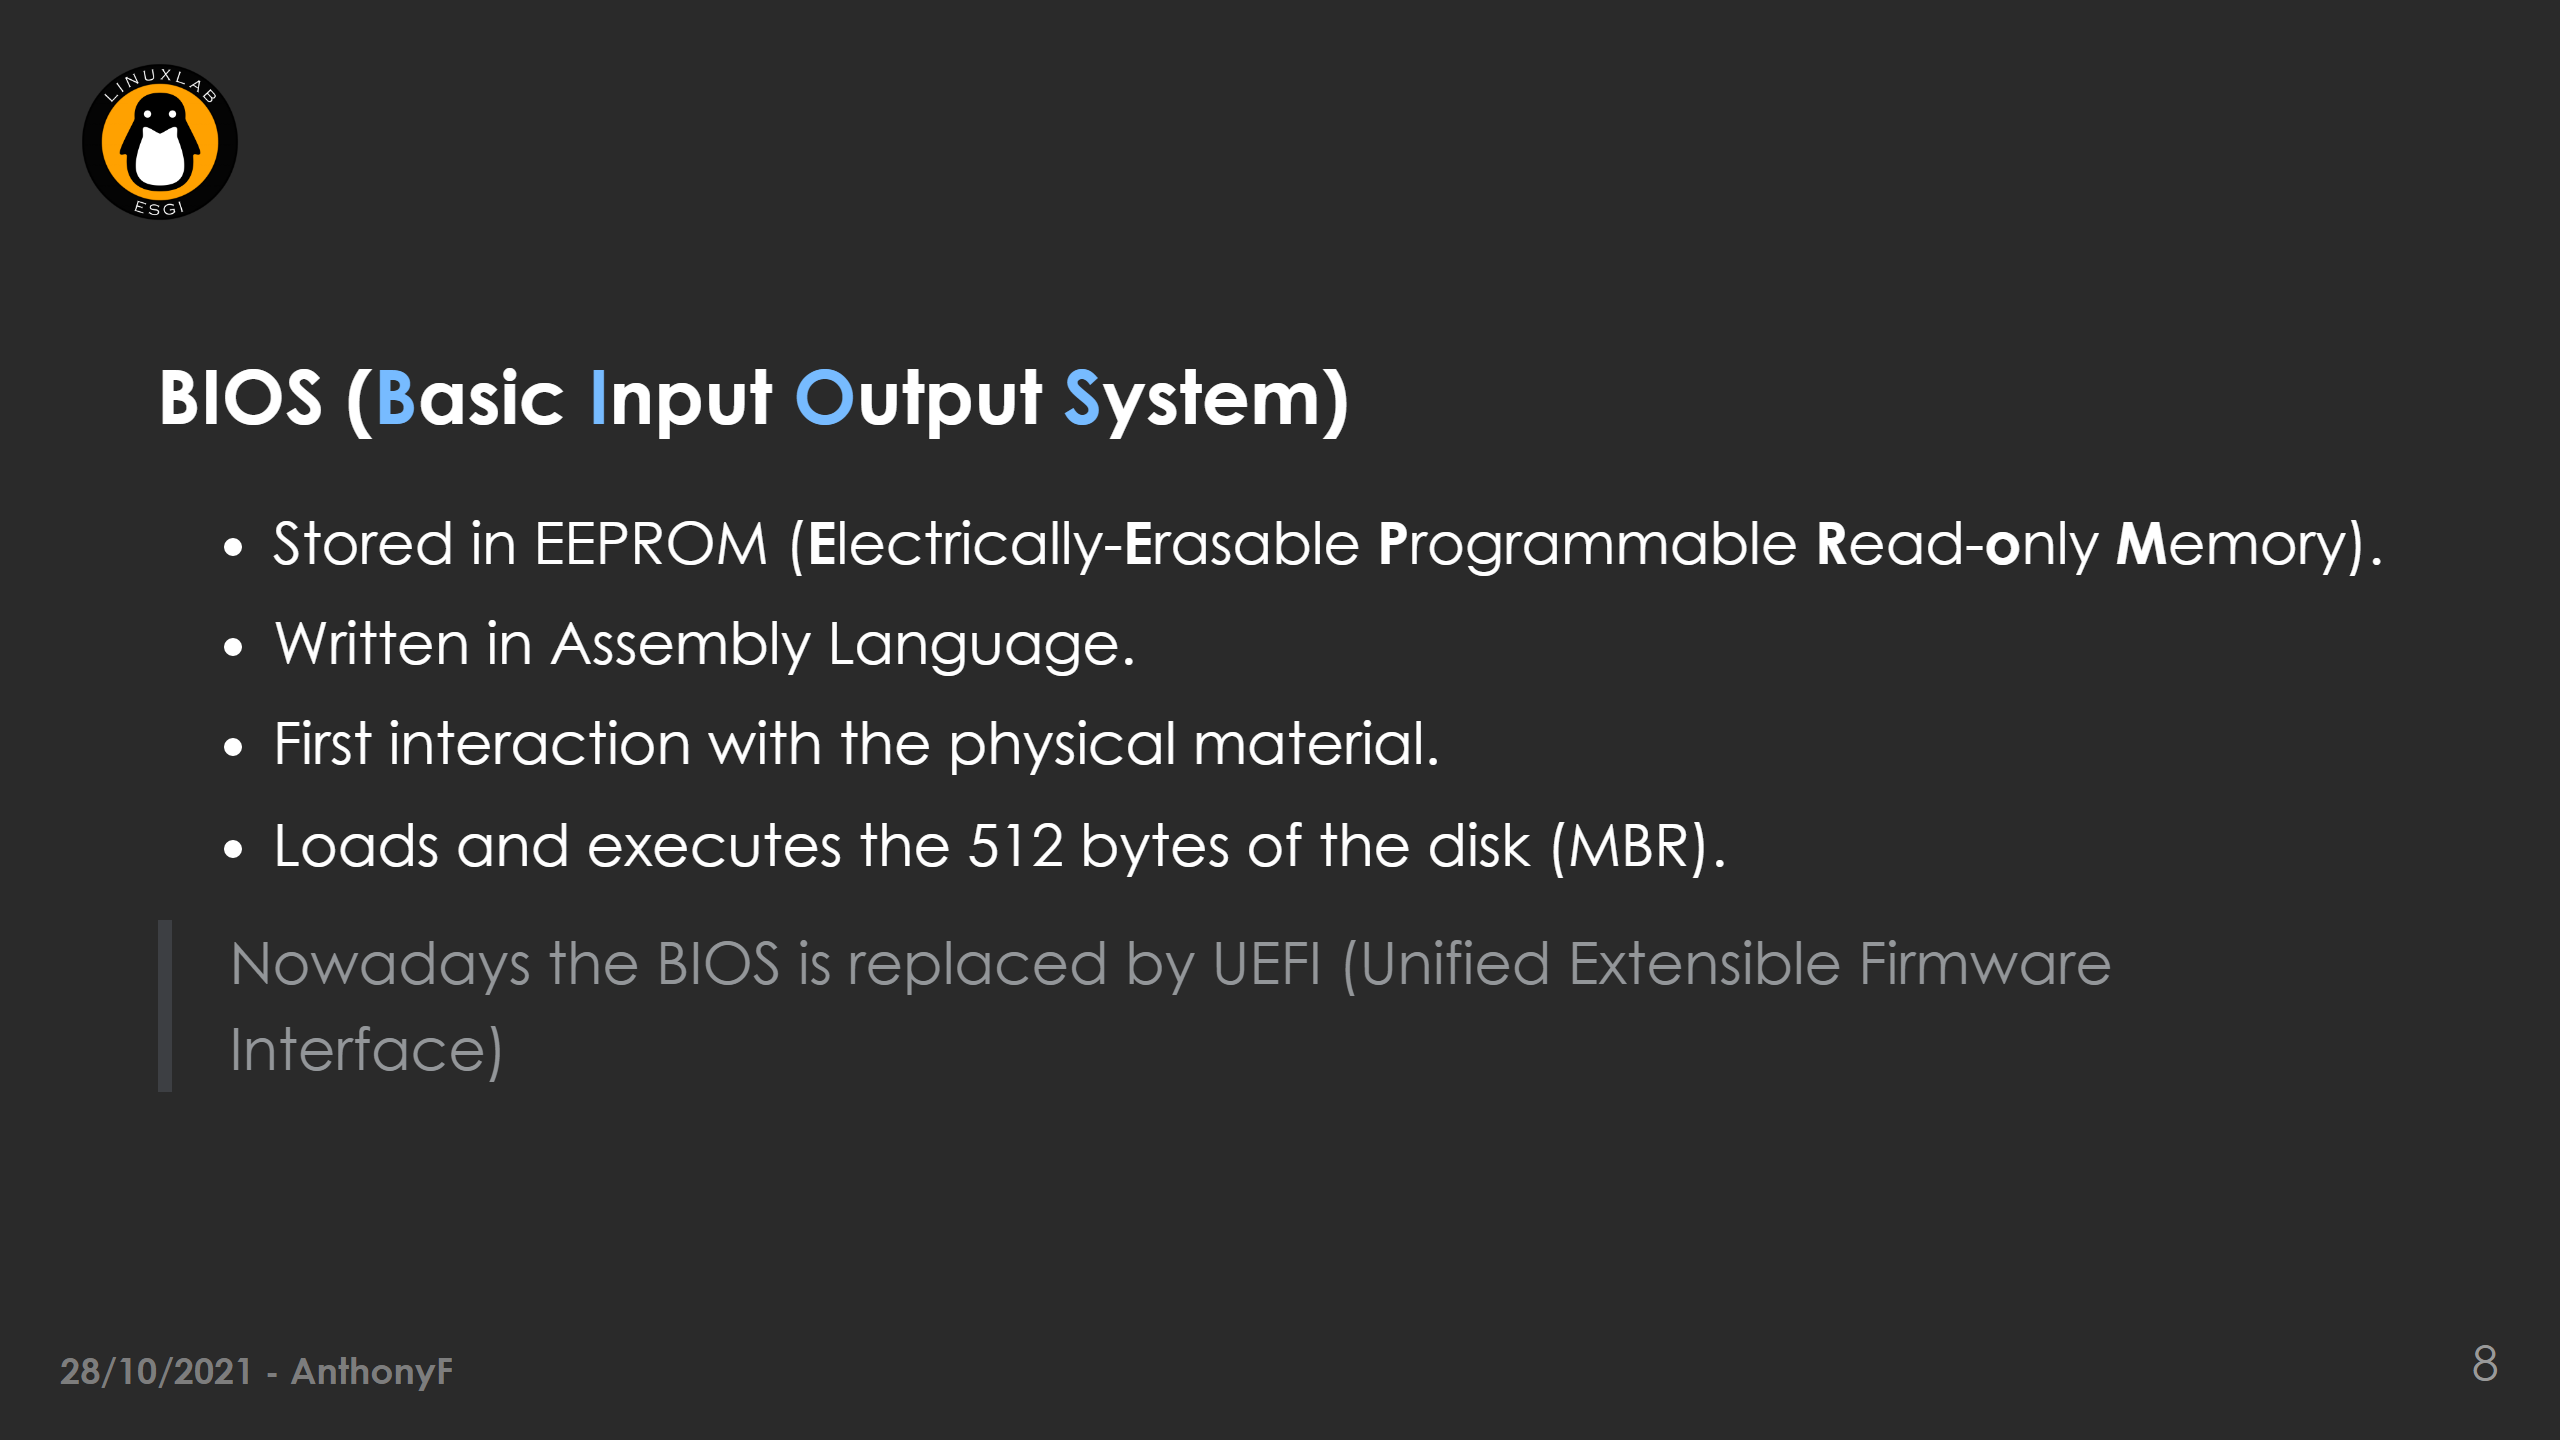 LINUXLAB
ESGI
BIOS (Basic Input Output System)
• Stored in EEPROM (Electrically-Erasable Programmable Read-only Memory).
• Written in Assembly Language.
• First interaction with the physical material.
• Loads and executes the 512 bytes of the disk (MBR).
Nowadays the BIOS is replaced by UEFI (Unified Extensible Firmware
Interface)
28/10/2021 - AnthonyF
8